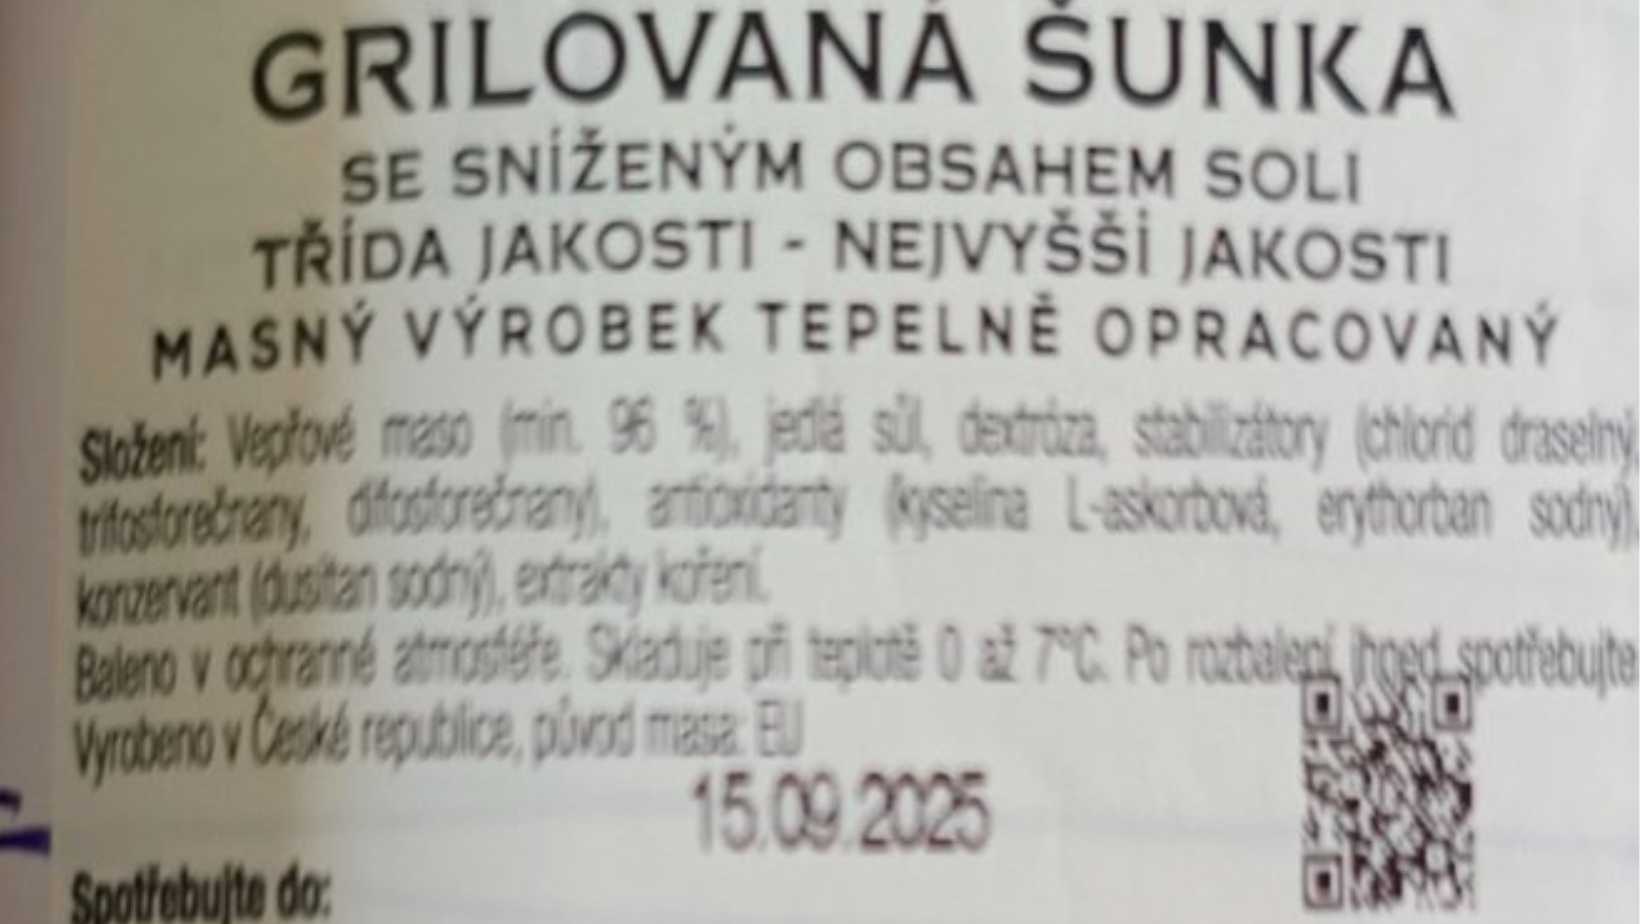 GRILOVANÁ ŠUNKA
SE SNÍŽENÝM OBSAHEM SOLI
TŘÍDA JAKOSTI - NEJVYŠŠÍ JAKOSTI
MASNÝ VÝROBEK TEPELNĚ OPRACOVANÝ
Složení: Vepřové maso (min. 96 %), jedlá sůl, dextróza, stabilizátory (chlorid draselný,
trifosforečnany, difosforečnany), antioxidanty (kyselina L-askorbová, erythorban sodný),
konzervant (dusitan sodný), extrakty koření.
Baleno v ochranné atmosféře. Skladuje při teplotě 0 až 7°C. Po rozbalení ihned spotřebujte
Vyrobeno v České republice, původ masa: EU
15.09.2025
Spotřebujte do: